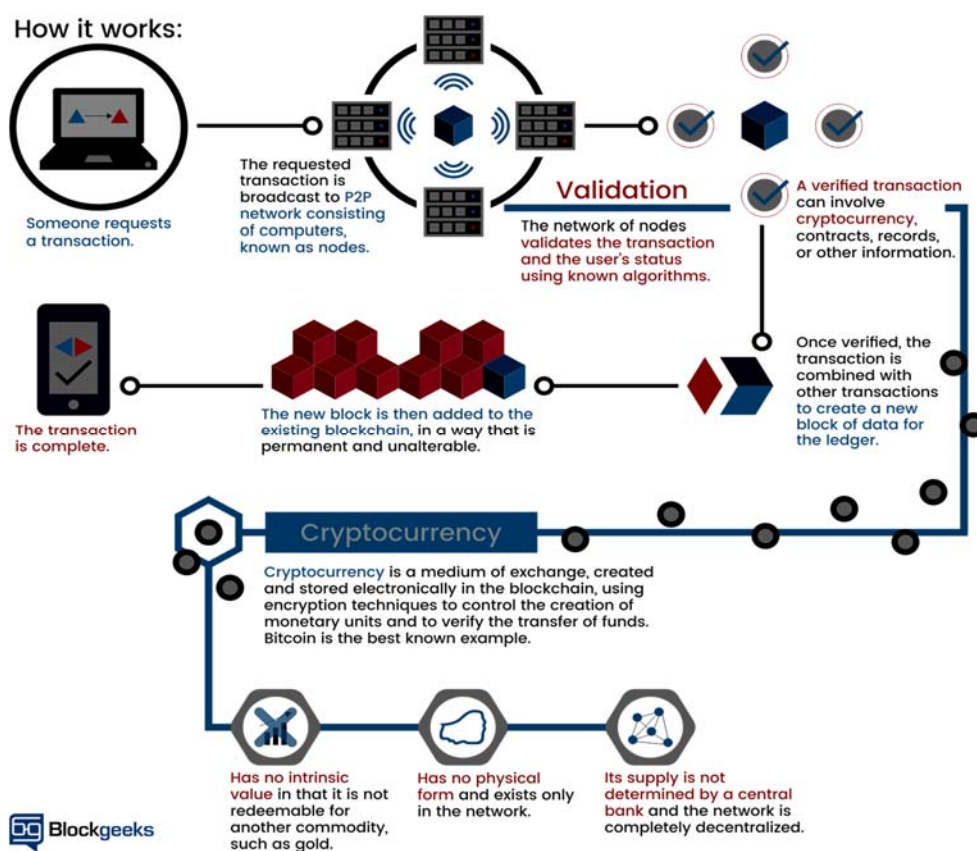 How it works:
Someone requests
a transaction.
The requested
transaction is
broadcast to P2P
network consisting
of computers,
known as nodes.
Validation
The network of nodes
validates the transaction
and the user's status
using known algorithms.
A verified transaction
can involve
cryptocurrency,
contracts, records,
or other information.
Once verified, the
transaction is
combined with
other transactions
to create a new
block of data for
the ledger.
The new block is then added to the
existing blockchain, in a way that is
permanent and unalterable.
The transaction
is complete.
Cryptocurrency
Cryptocurrency is a medium of exchange, created
and stored electronically in the blockchain, using
encryption techniques to control the creation of
monetary units and to verify the transfer of funds.
Bitcoin is the best known example.
Has no intrinsic
value in that it is not
redeemable for
another commodity,
such as gold.
Has no physical
form and exists only
in the network.
Its supply is not
determined by a central
bank and the network is
completely decentralized.
Blockgeeks